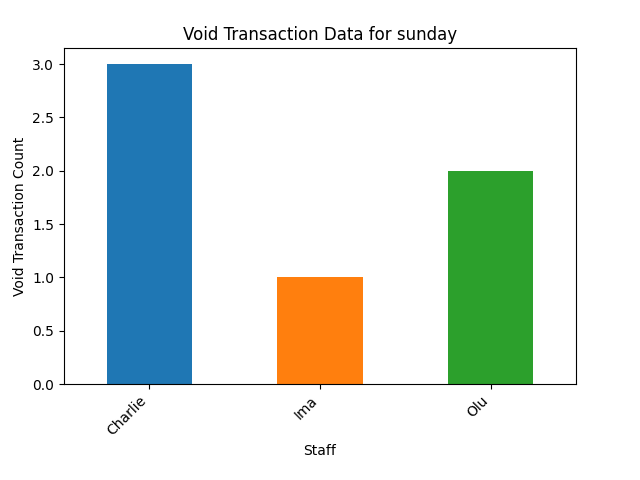 Void Transaction Data for sunday
Void Transaction Count
3.0
2.5
2.0
1.5
1.0
0.5
0.0
Charlie
Ima
Olu
Staff